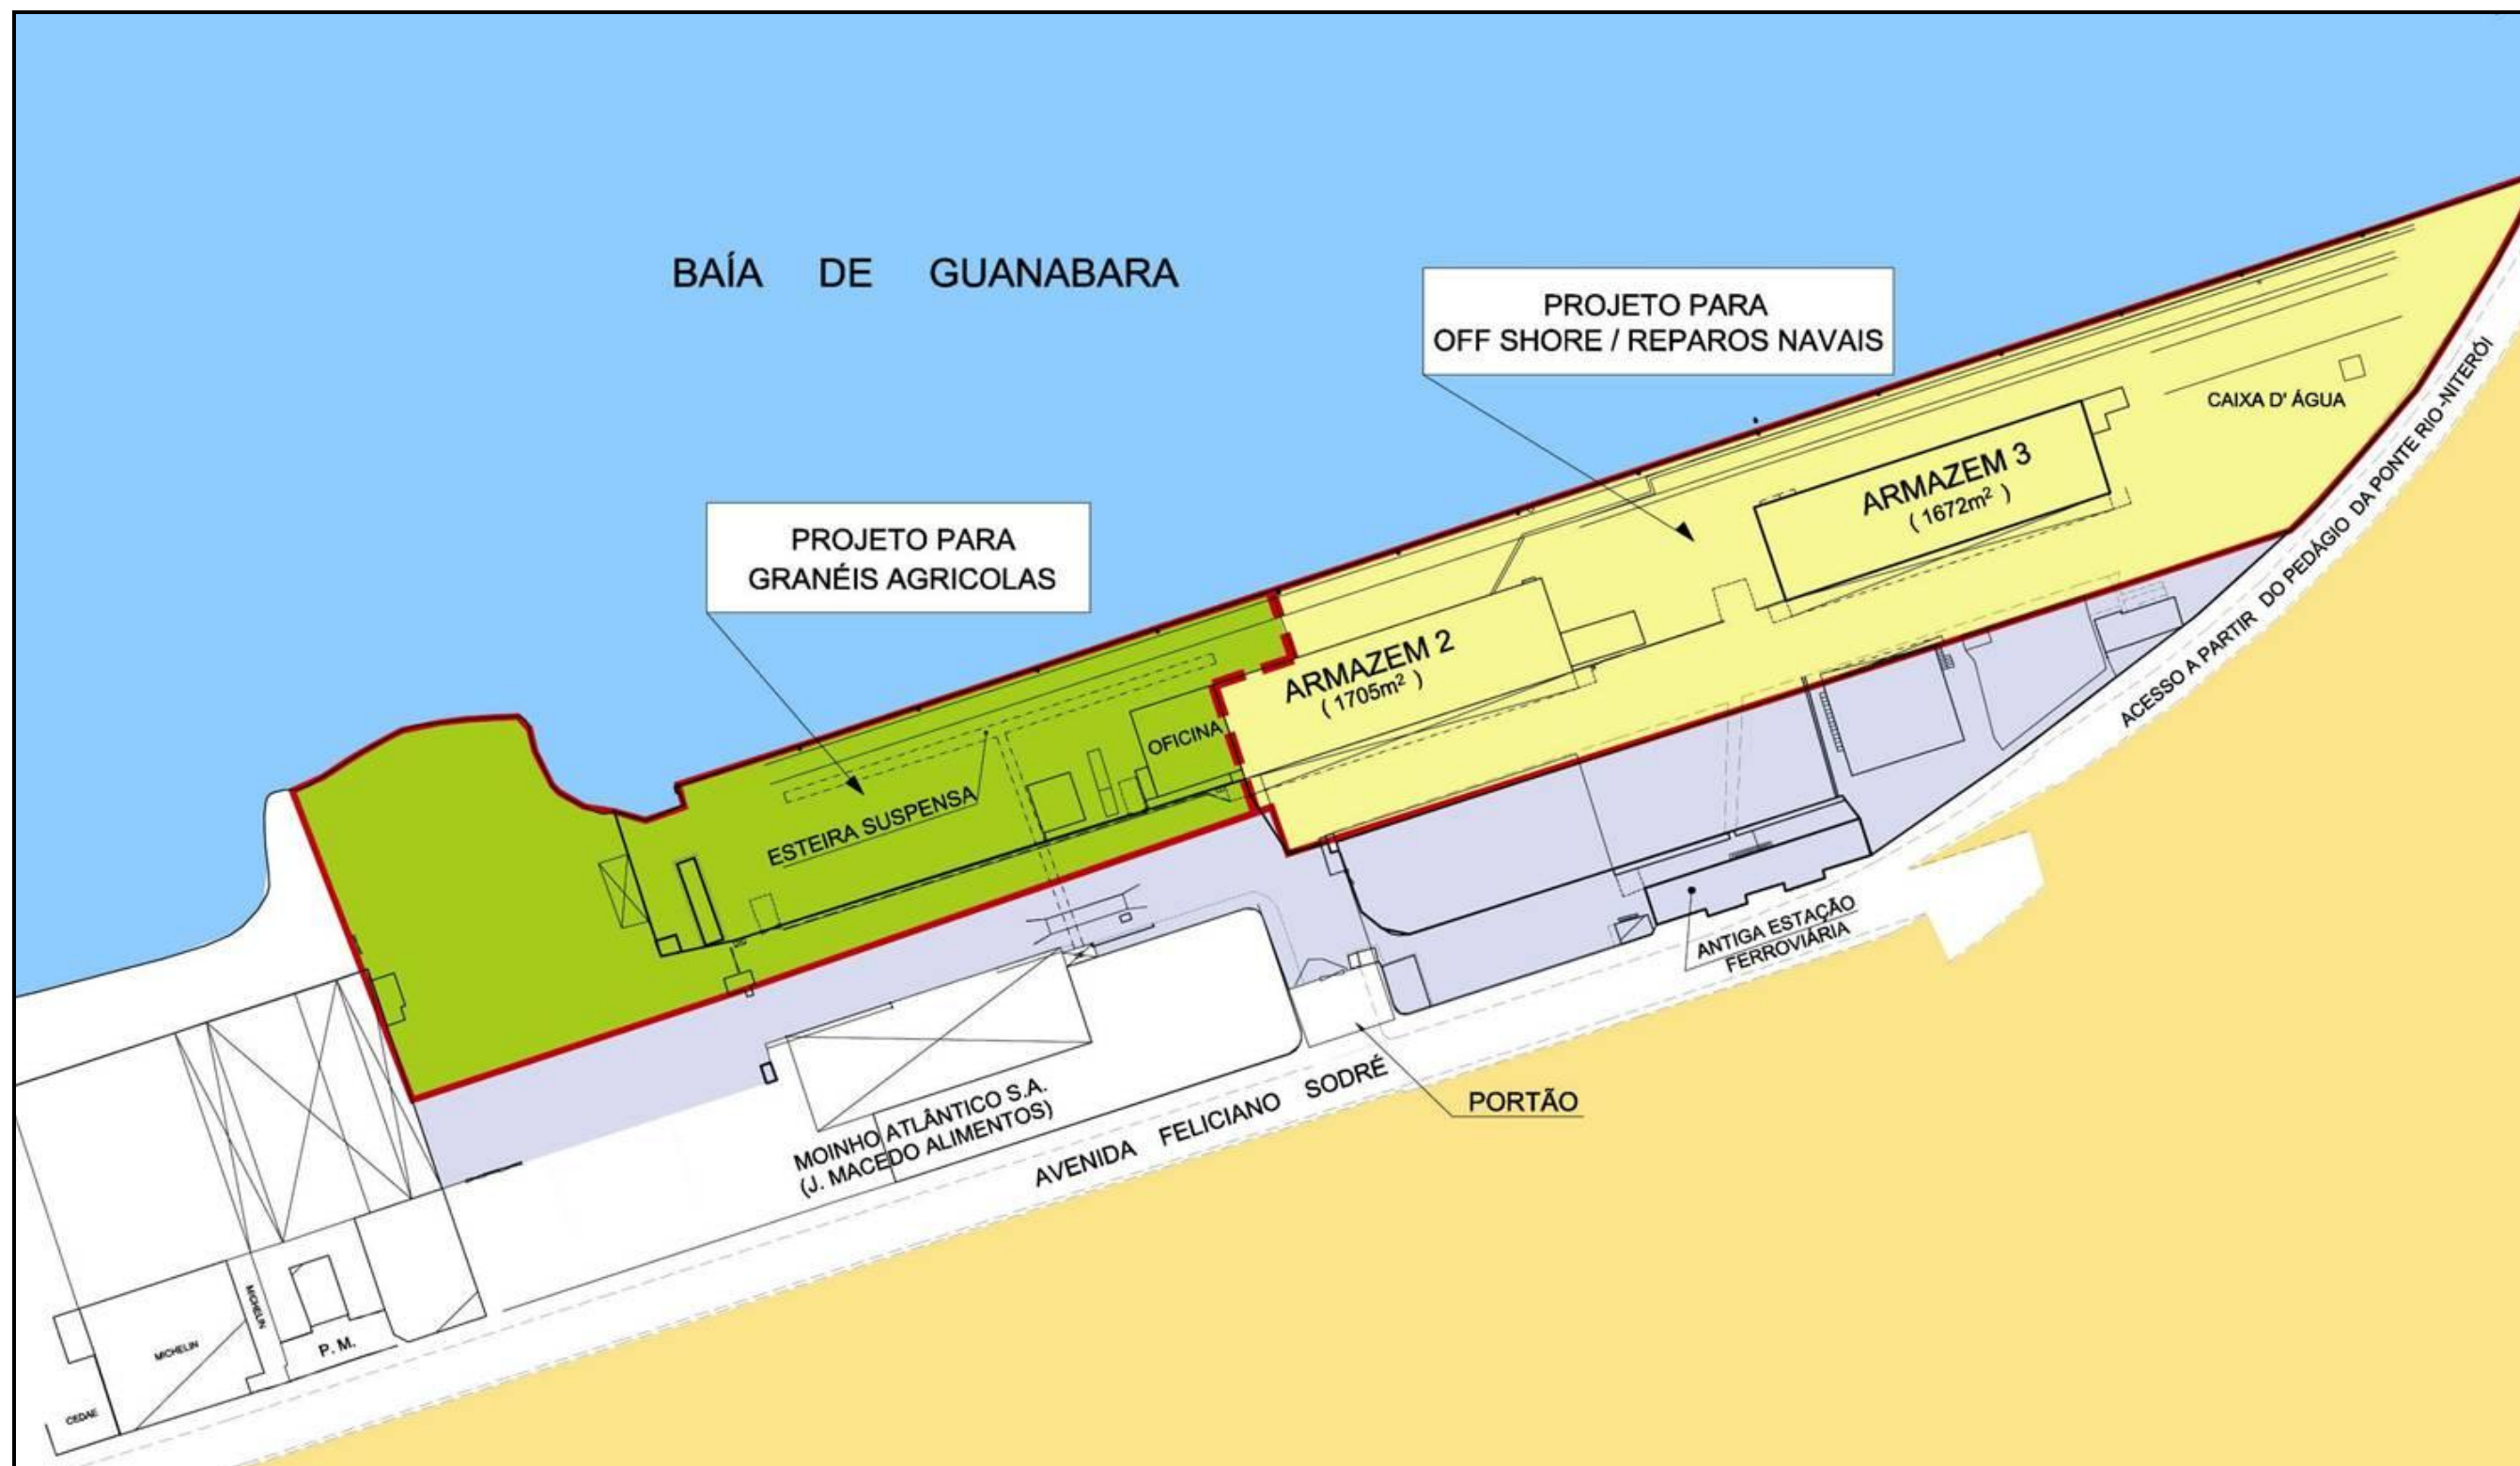 BAÍA DE GUANABARA
PROJETO PARA
OFF SHORE / REPAROS NAVAIS
CAIXA D' ÁGUA
ARMAZEM 3
( 1672m² )
PROJETO PARA
GRANÉIS AGRICOLAS
ARMAZEM 2
( 1705m² )
OFICINA
ESTEIRA SUSPENSA
ACESSO A PARTIR DO PEDÁGIO DA PONTE RIO-NITERÓI
ANTIGA ESTAÇÃO
FERROVIÁRIA
PORTÃO
MOINHO ATLÂNTICO S.A.
(J. MACEDO ALIMENTOS)
AVENIDA FELICIANO SODRÉ
MICHELIN
MICHELIN
P. M.
CEDAE